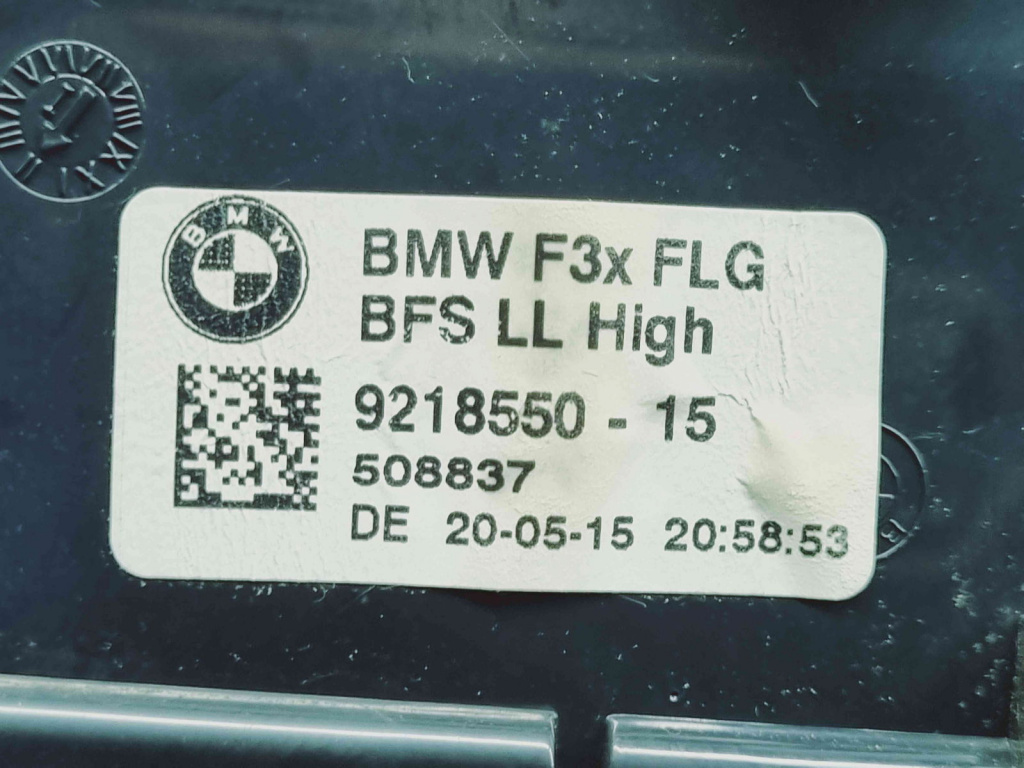 BMW
BMW F3x FLG
BFS LL High
9218550 - 15
508837
DE 20-05-15 20:58:53